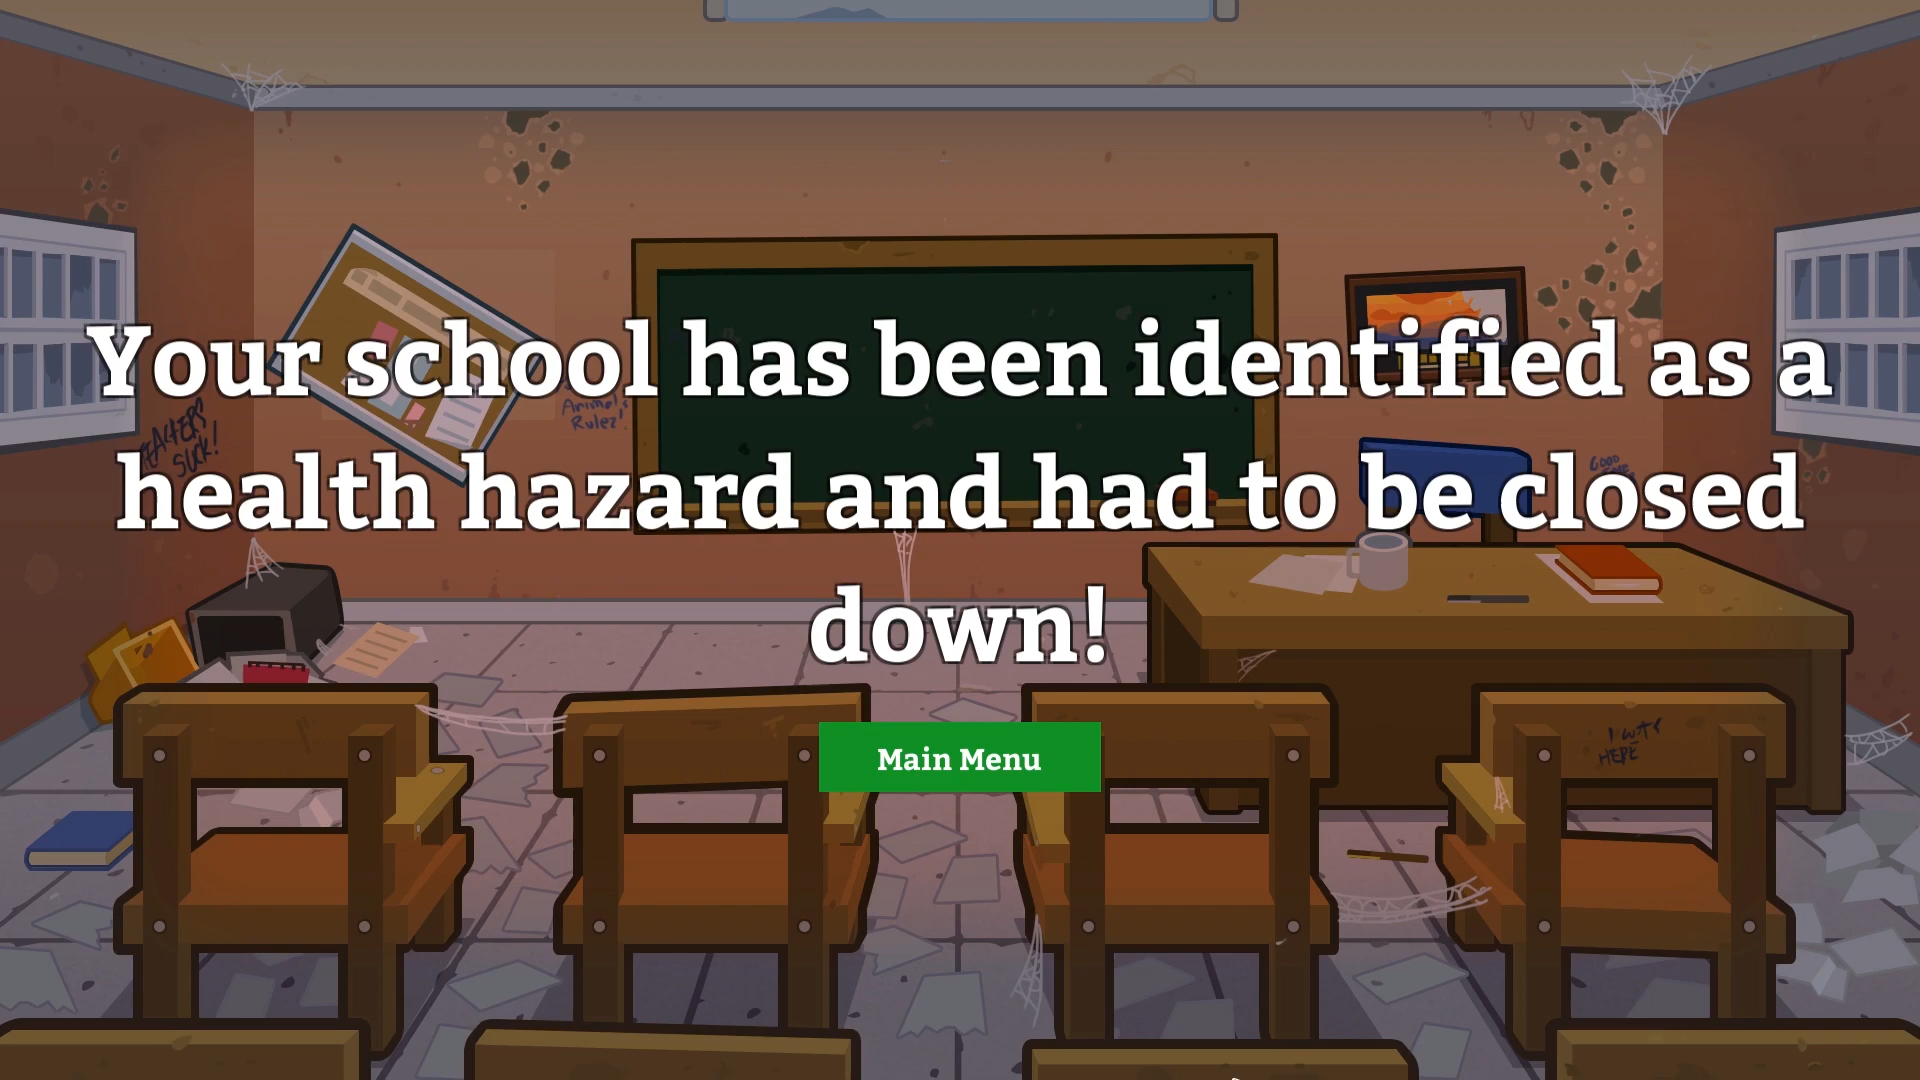 Your school has been identified as a
health hazard and had to be closed
down!
Main Menu
Animals
Rulez!
SUCK!
I WAS
HERE